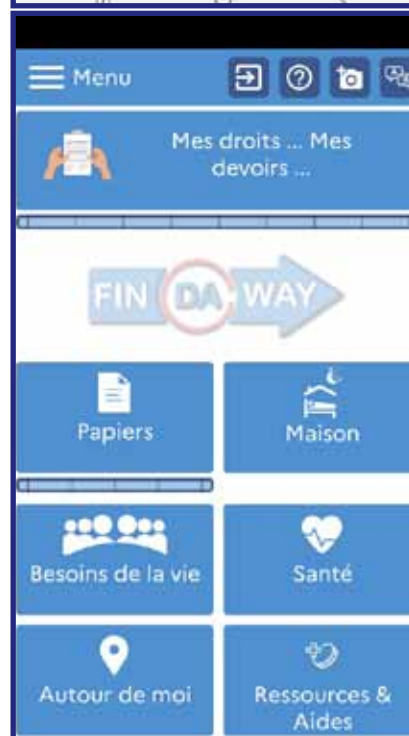 Menu
Mes droits ... Mes
devoirs ...
FIN DA WAY
Papiers
Maison
Besoins de la vie
Santé
Autour de moi
Ressources &
Aides